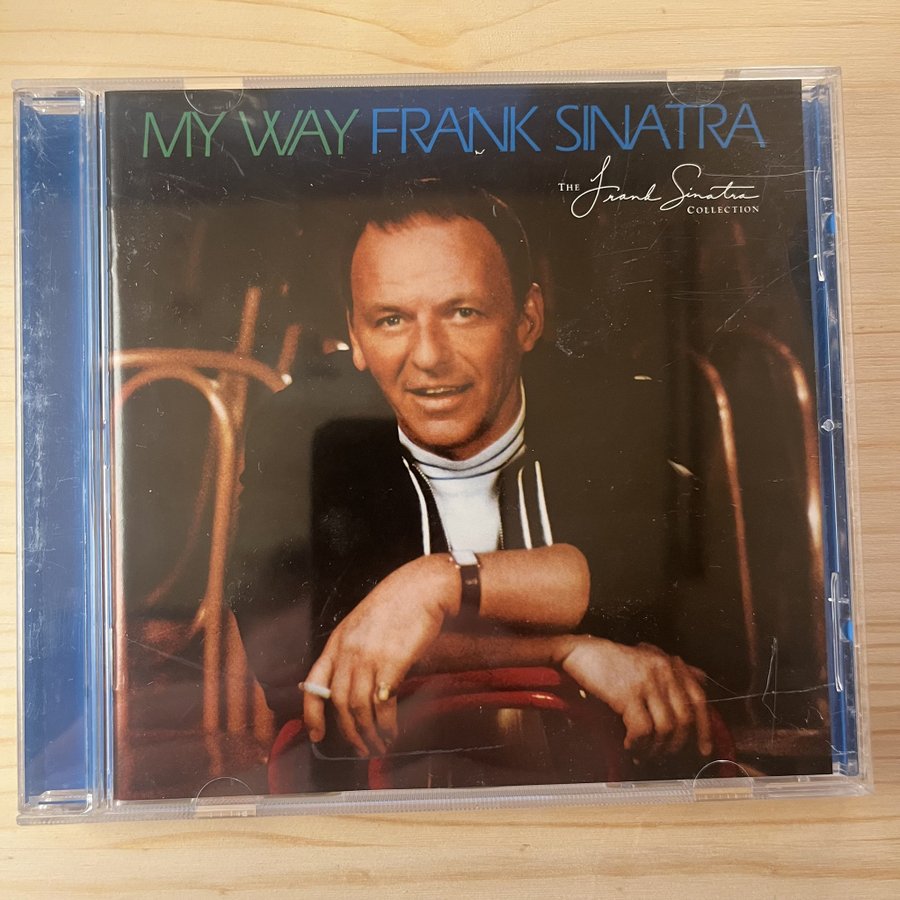 MY WAY FRANK SINATRA
THE Frank Sinatra
COLLECTION